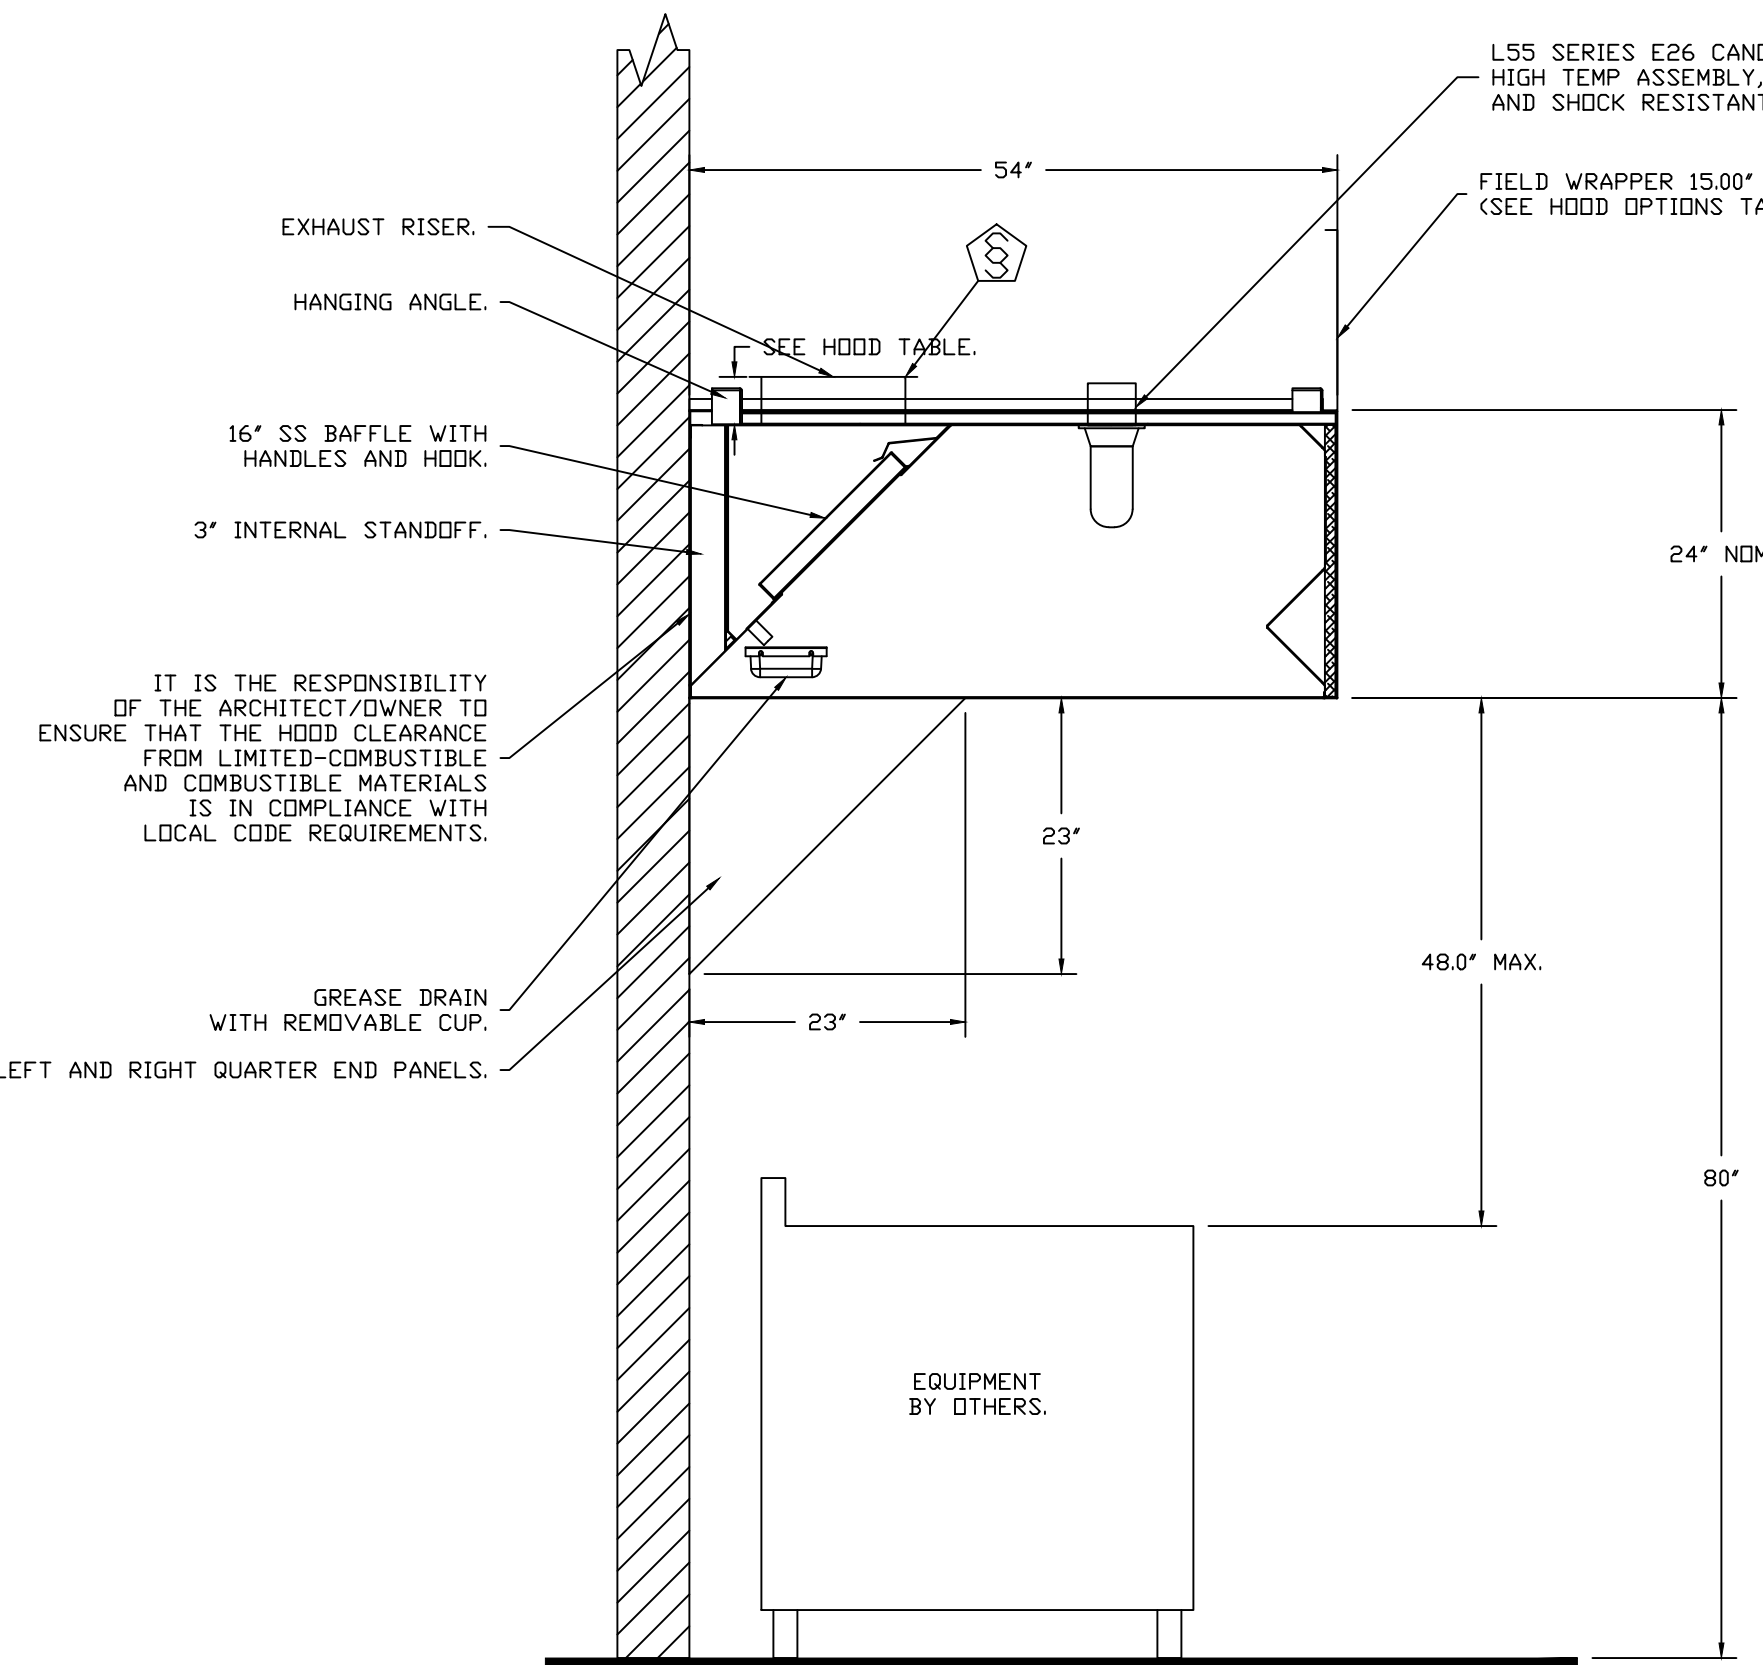 L55 SERIES E26
HIGH TEMP ASSEMBLY,
AND SHOCK RESISTANT
54"
FIELD WRAPPER 15.00"
(SEE HOOD OPTIONS
EXHAUST RISER.
HANGING ANGLE.
SEE HOOD TABLE.
16" SS BAFFLE WITH
HANDLES AND HOOK.
3" INTERNAL STANDOFF.
24" NOM
IT IS THE RESPONSIBILITY
OF THE ARCHITECT/OWNER TO
ENSURE THAT THE HOOD CLEARANCE
FROM LIMITED-COMBUSTIBLE
AND COMBUSTIBLE MATERIALS
IS IN COMPLIANCE WITH
LOCAL CODE REQUIREMENTS.
23"
48.0" MAX.
GREASE DRAIN
WITH REMOVABLE CUP.
23"
LEFT AND RIGHT QUARTER END PANELS.
80"
EQUIPMENT
BY OTHERS.